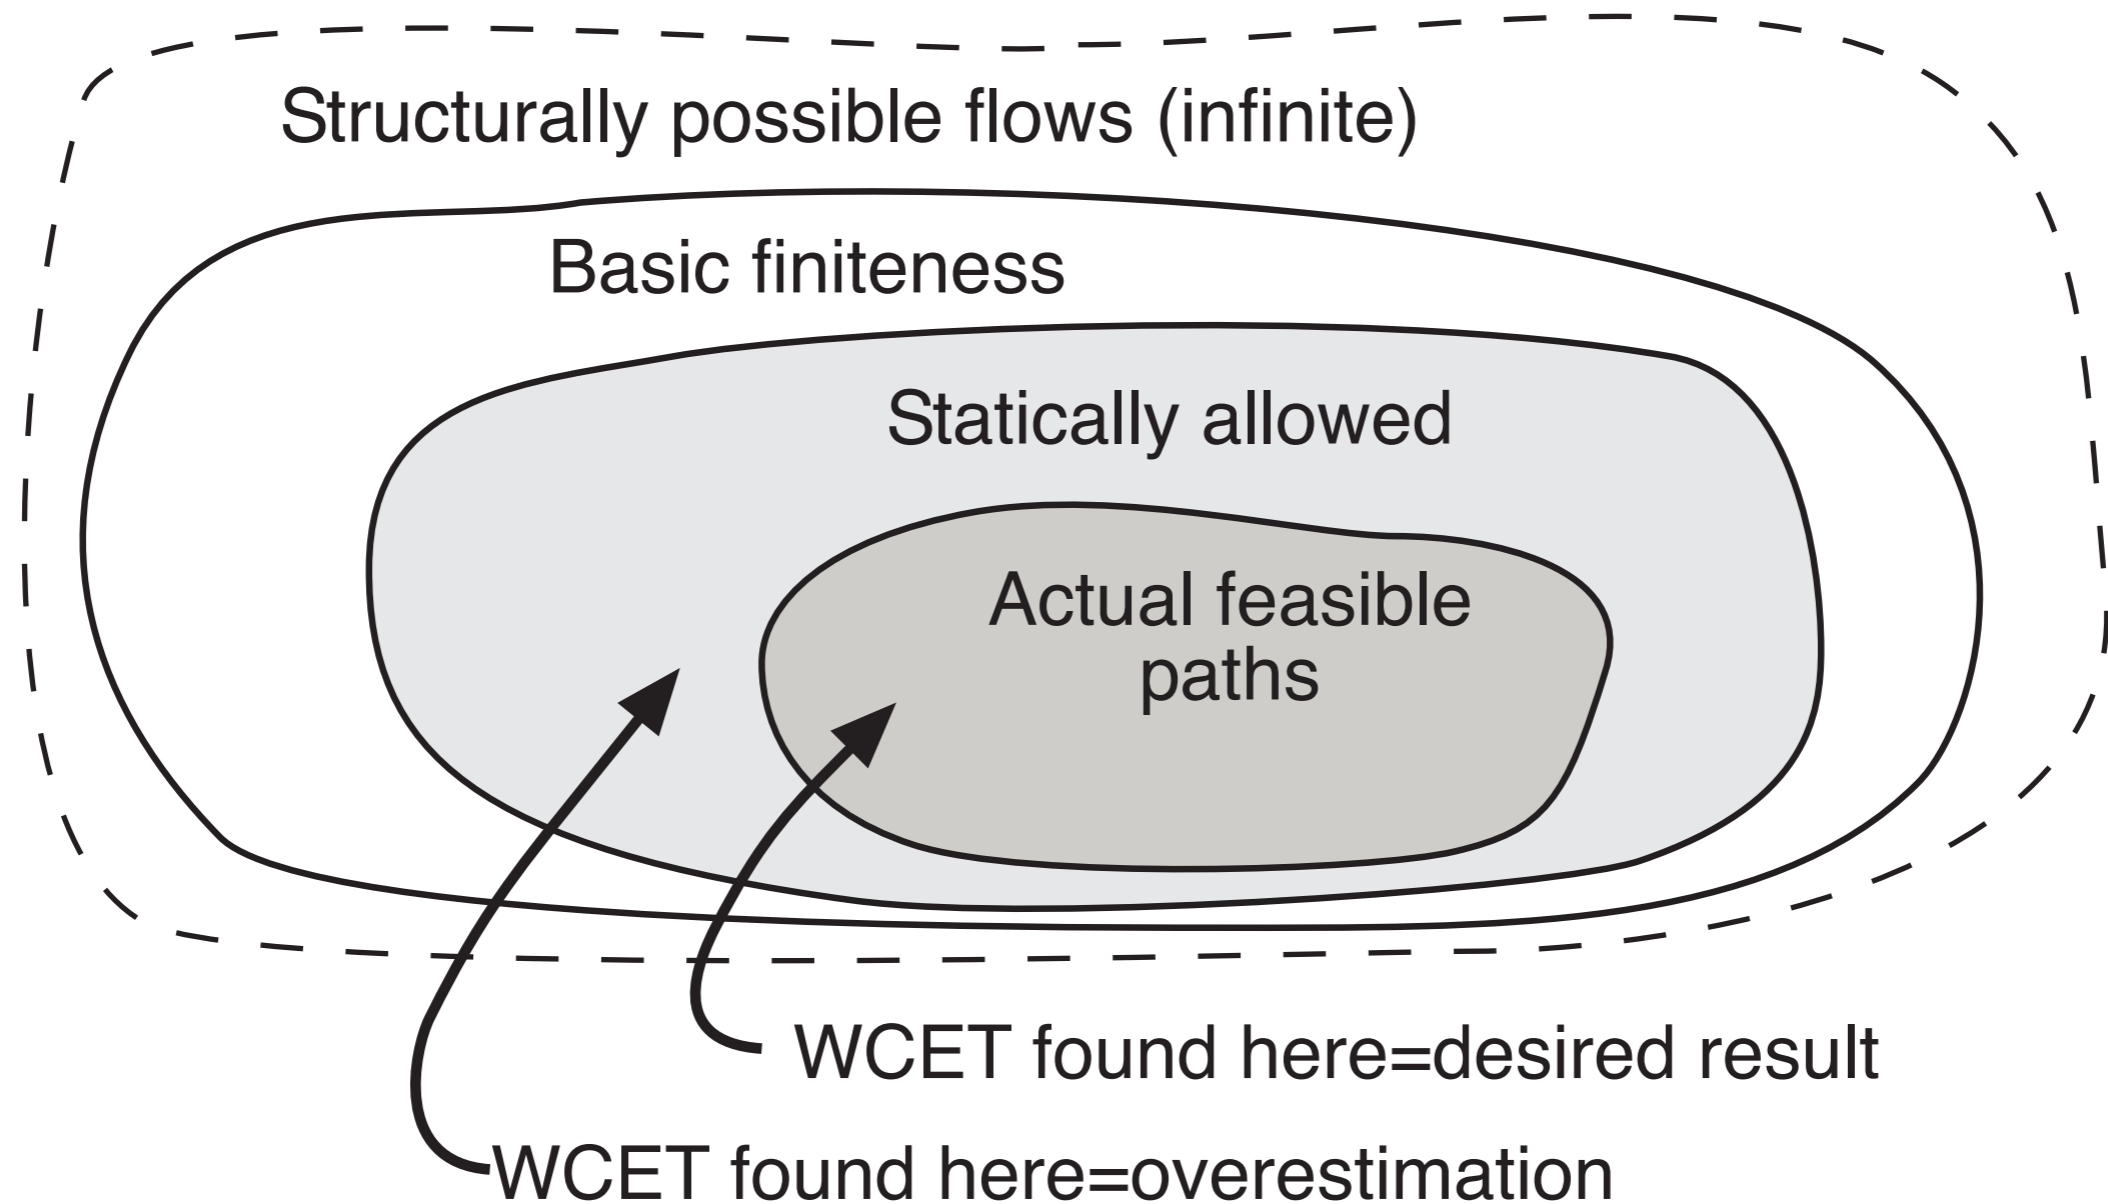 Structurally possible flows (infinite)
Basic finiteness
Statically allowed
Actual feasible
paths
WCET found here=desired result
WCET found here=overestimation